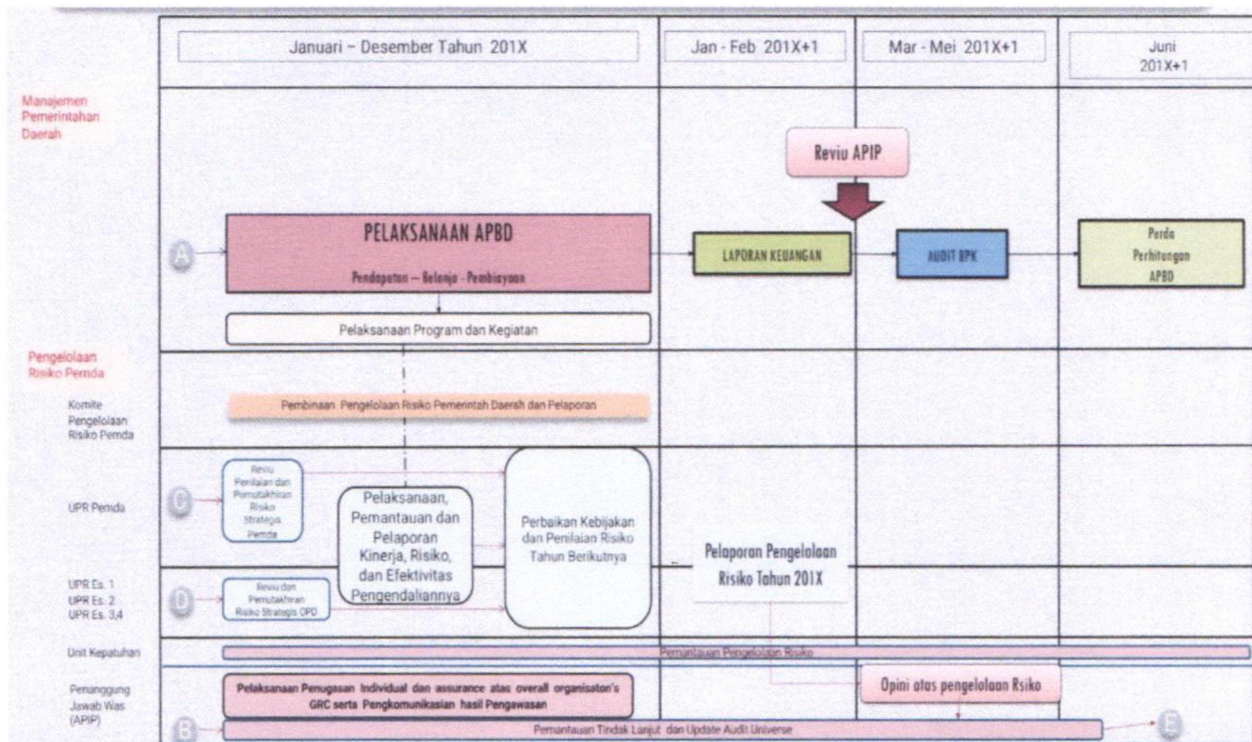 Januari – Desember Tahun 201X
Jan - Feb 201X+1
Mar - Mei 201X+1
Juni
201X+1
Manajemen
Pemerintahan
Daerah
Reviu APIP
A
PELAKSANAAN APBD
Pendapatan – Belanja - Pembiayaan
LAPORAN KEUANGAN
AUDIT BPK
Perda
Perhitungan
APBD
Pelaksanaan Program dan Kegiatan
Pengelolaan
Risiko Pemda
Komite
Pengelolaan
Risiko Pemda
Pembinaan Pengelolaan Risiko Pemerintah Daerah dan Pelaporan
UPR Pemda
C
Reviu
Penilaian dan
Pemutakhiran
Risiko
Strategis
Pemda
Pelaksanaan,
Pemantauan dan
Pelaporan
Kinerja, Risiko,
dan Efektivitas
Pengendaliannya
Perbaikan Kebijakan
dan Penilaian Risiko
Tahun Berikutnya
Pelaporan Pengelolaan
Risiko Tahun 201X
UPR Es. 1
UPR Es. 2
UPR Es. 3,4
D
Reviu dan
Pemutakhiran
Risiko Strategis OPD
Unit Kepatuhan
Pemantauan Pengelolaan Risiko
Penanggung
Jawab Was
(APIP)
Pelaksanaan Penugasan Individual dan assurance atas overall organisaton's
GRC serta Pengkomunikasian hasil Pengawasan
Opini atas pengelolaan Rsiko
B
Pemantauan Tindak Lanjut dan Update Audit Universe
E